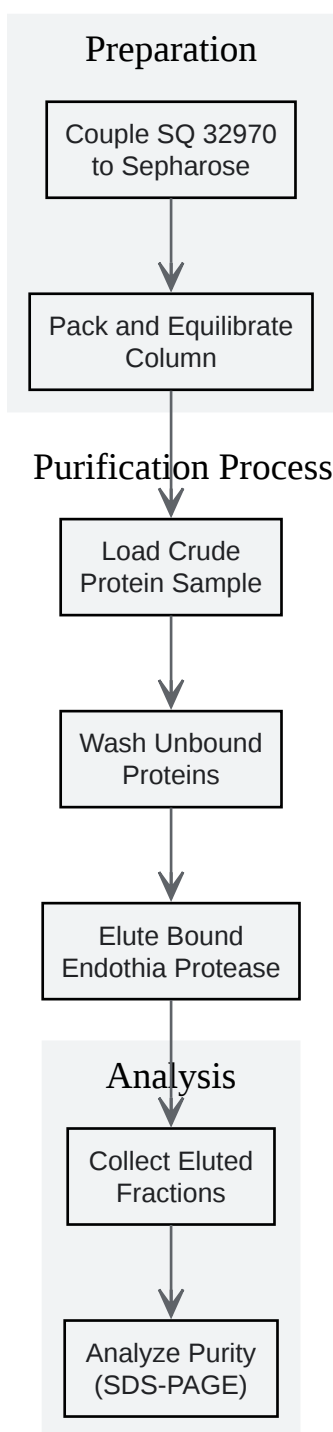 Preparation
Couple SQ 32970
to Sepharose
Pack and Equilibrate
Column
Purification Process
Load Crude
Protein Sample
Wash Unbound
Proteins
Elute Bound
Endothia Protease
Analysis
Collect Eluted
Fractions
Analyze Purity
(SDS-PAGE)